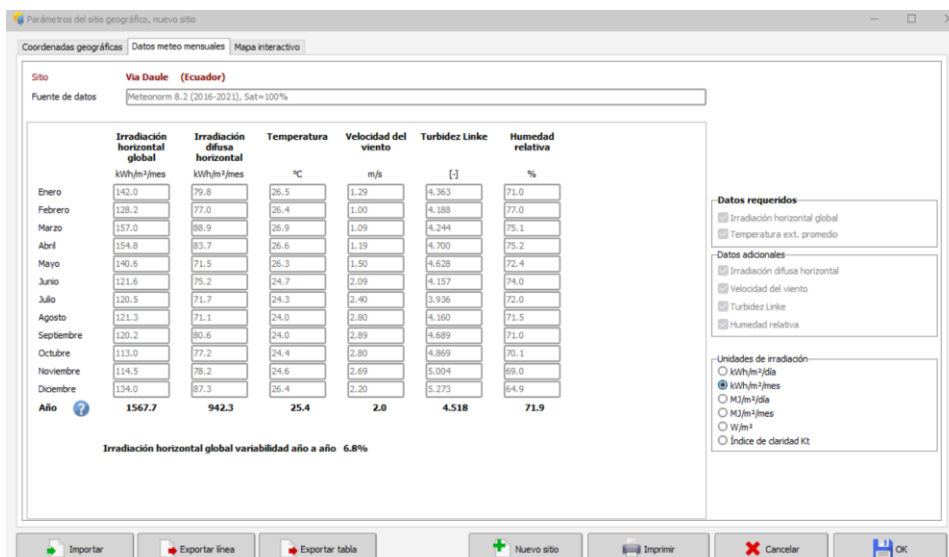 Parámetros del sitio geográfico, nuevo sitio
Coordenadas geográficas Datos meteo mensuales Mapa interactivo
Sitio Via Daule (Ecuador)
Fuente de datos Meteonorm 8.2 (2016-2021), Sat=100%
Irradiación horizontal global Irradiación difusa horizontal Temperatura Velocidad del viento Turbidez Linke Humedad relativa
kWh/m²/mes kWh/m²/mes °C m/s [-] %
Enero 142.0 79.8 26.5 1.29 4.363 71.0
Febrero 128.2 77.0 26.4 1.00 4.188 77.0
Marzo 157.0 88.9 26.9 1.09 4.244 75.1
Abril 154.8 83.7 26.6 1.19 4.700 75.2
Mayo 140.6 71.5 26.3 1.50 4.628 72.4
Junio 121.6 75.2 24.7 2.09 4.157 74.0
Julio 120.5 71.7 24.3 2.40 3.936 72.0
Agosto 121.3 71.1 24.0 2.80 4.160 71.5
Septiembre 120.2 80.6 24.0 2.89 4.689 71.0
Octubre 113.0 77.2 24.4 2.80 4.869 70.1
Noviembre 114.5 78.2 24.6 2.69 5.004 69.0
Diciembre 134.0 87.3 26.4 2.20 5.273 64.9
Año ? 1567.7 942.3 25.4 2.0 4.518 71.9
Irradiación horizontal global variabilidad año a año 6.8%
Datos requeridos
Irradiación horizontal global
Temperatura ext. promedio
Datos adicionales
Irradiación difusa horizontal
Velocidad del viento
Turbidez Linke
Humedad relativa
Unidades de irradiación
kWh/m²/día
kWh/m²/mes
MJ/m²/día
MJ/m²/mes
W/m²
Índice de claridad Kt
Importar Exportar línea Exportar tabla Nuevo sitio Imprimir Cancelar OK